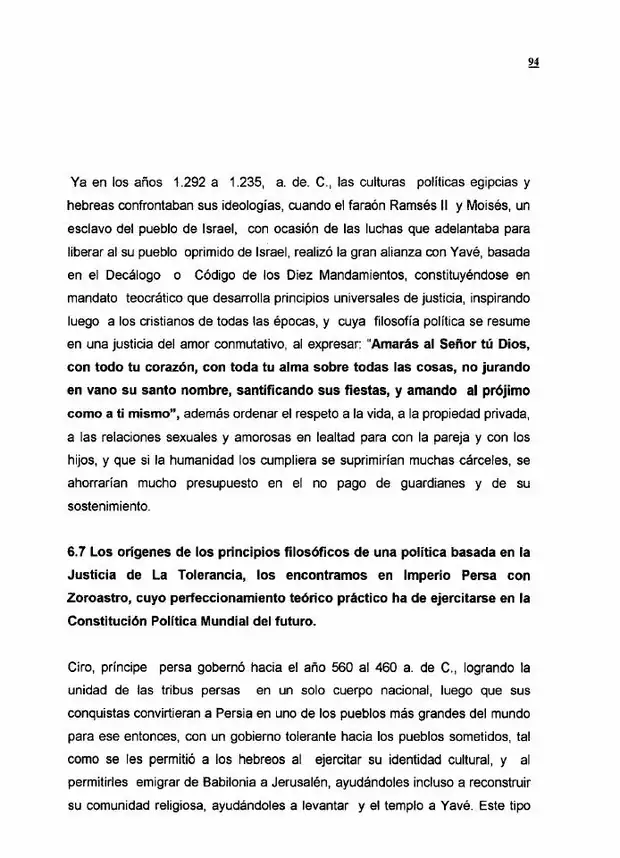 94
Ya en los años 1.292 a 1.235, a. de. C., las culturas políticas egipcias y
hebreas confrontaban sus ideologías, cuando el faraón Ramsés II y Moisés, un
esclavo del pueblo de Israel, con ocasión de las luchas que adelantaba para
liberar al su pueblo oprimido de Israel, realizó la gran alianza con Yavé, basada
en el Decálogo o Código de los Diez Mandamientos, constituyéndose en
mandato teocrático que desarrolla principios universales de justicia, inspirando
luego a los cristianos de todas las épocas, y cuya filosofía política se resume
en una justicia del amor conmutativo, al expresar: "Amarás al Señor tú Dios,
con todo tu corazón, con toda tu alma sobre todas las cosas, no jurando
en vano su santo nombre, santificando sus fiestas, y amando al prójimo
como a ti mismo", además ordenar el respeto a la vida, a la propiedad privada,
a las relaciones sexuales y amorosas en lealtad para con la pareja y con los
hijos, y que si la humanidad los cumpliera se suprimirían muchas cárceles, se
ahorrarían mucho presupuesto en el no pago de guardianes y de su
sostenimiento.
6.7 Los orígenes de los principios filosóficos de una política basada en la
Justicia de La Tolerancia, los encontramos en Imperio Persa con
Zoroastro, cuyo perfeccionamiento teórico práctico ha de ejercitarse en la
Constitución Política Mundial del futuro.
Ciro, príncipe persa gobernó hacia el año 560 al 460 a. de C., logrando la
unidad de las tribus persas en un solo cuerpo nacional, luego que sus
conquistas convirtieran a Persia en uno de los pueblos más grandes del mundo
para ese entonces, con un gobierno tolerante hacia los pueblos sometidos, tal
como se les permitió a los hebreos al ejercitar su identidad cultural, y al
permitirles emigrar de Babilonia a Jerusalén, ayudándoles incluso a reconstruir
su comunidad religiosa, ayudándoles a levantar y el templo a Yavé. Este tipo